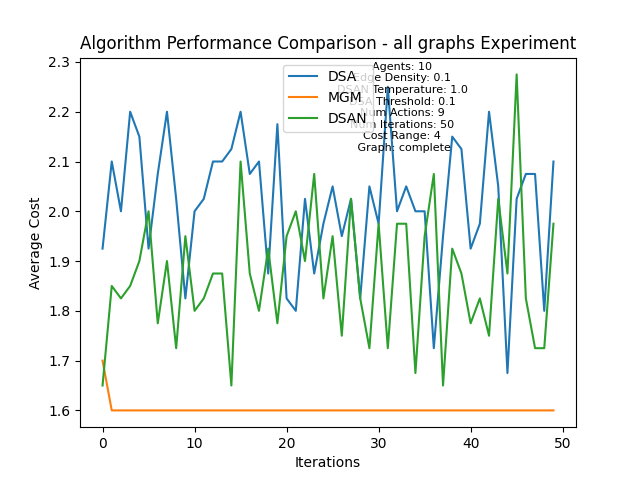 Algorithm Performance Comparison - all graphs Experiment
Average Cost
2.3
2.2
2.1
2.0
1.9
1.8
1.7
1.6
DSA
MGM
DSAN
Agents: 10
Edge Density: 0.1
DSAN Temperature: 1.0
DSA Threshold: 0.1
Num Actions: 9
Num Iterations: 50
Cost Range: 4
Graph: complete
0 10 20 30 40 50
Iterations